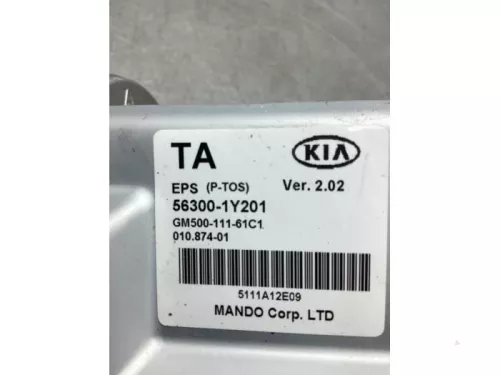 TA KIA
EPS (P-TOS) Ver. 2.02
56300-1Y201
GM500-111-61C1
010.874-01
5111A12E09
MANDO Corp. LTD